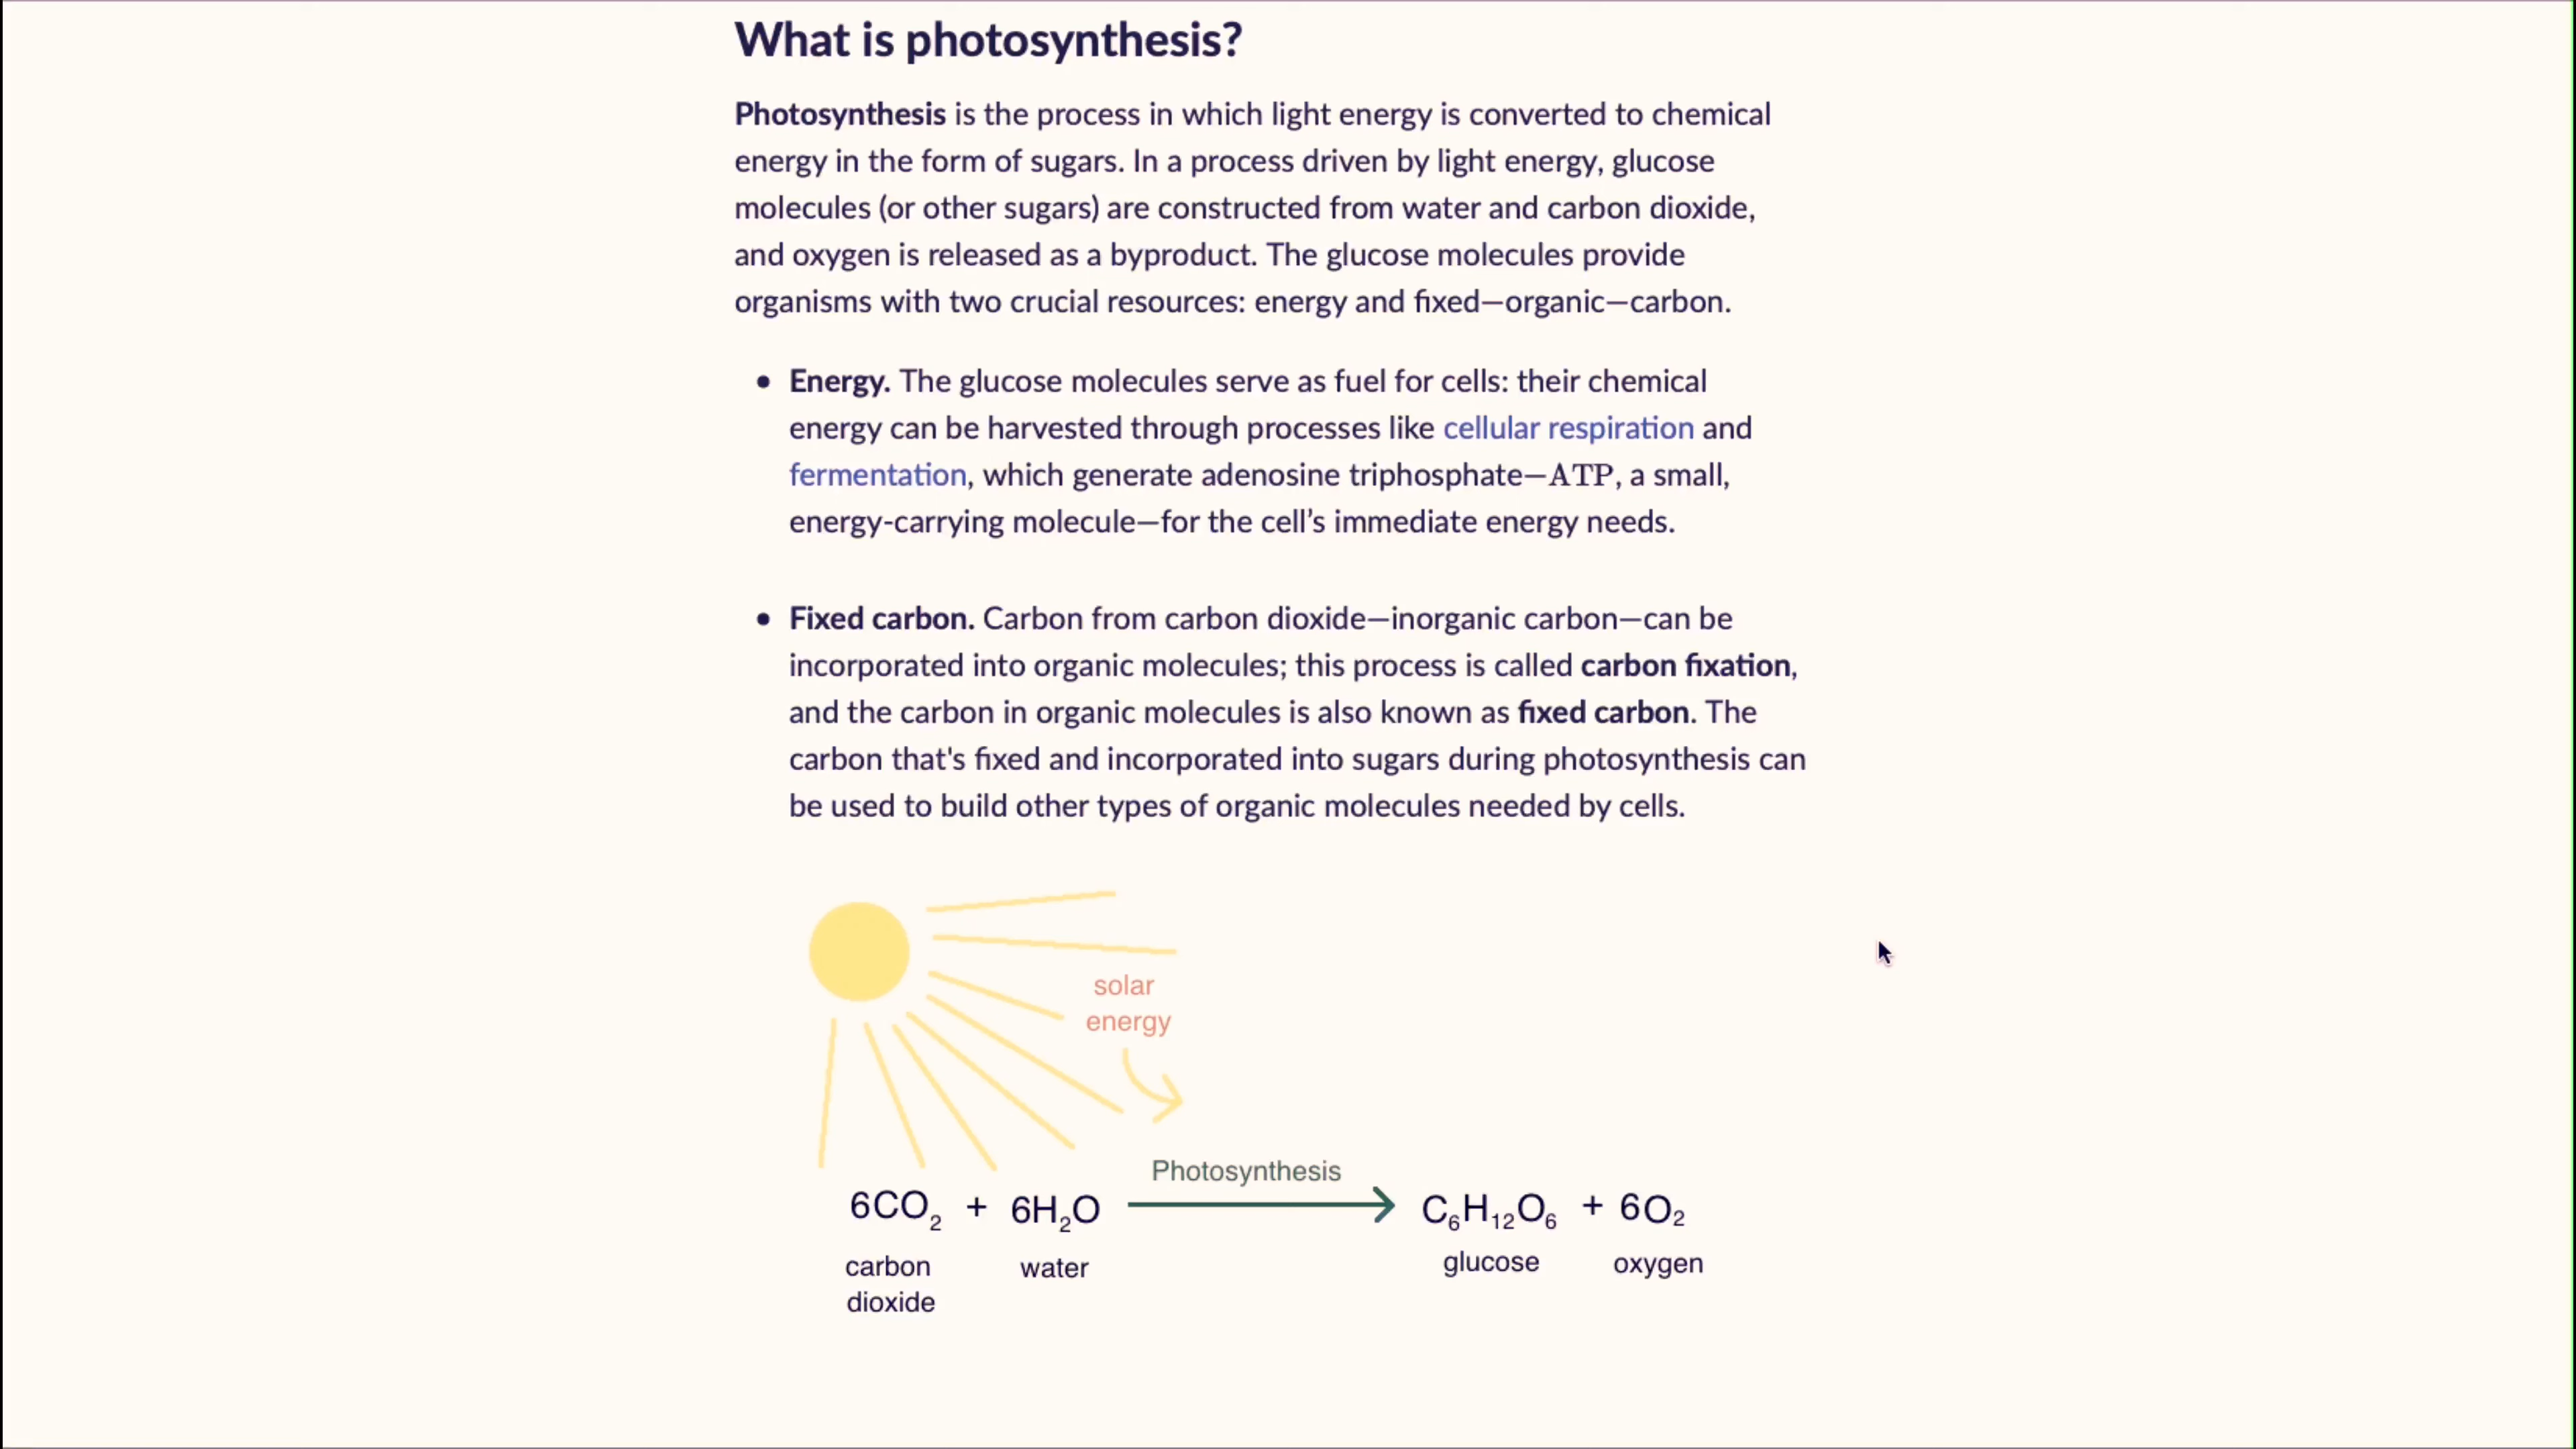 What is photosynthesis?
Photosynthesis is the process in which light energy is converted to chemical
energy in the form of sugars. In a process driven by light energy, glucose
molecules (or other sugars) are constructed from water and carbon dioxide,
and oxygen is released as a byproduct. The glucose molecules provide
organisms with two crucial resources: energy and fixed—organic—carbon.
• Energy. The glucose molecules serve as fuel for cells: their chemical
energy can be harvested through processes like cellular respiration and
fermentation, which generate adenosine triphosphate—ATP, a small,
energy-carrying molecule—for the cell’s immediate energy needs.
• Fixed carbon. Carbon from carbon dioxide—inorganic carbon—can be
incorporated into organic molecules; this process is called carbon fixation,
and the carbon in organic molecules is also known as fixed carbon. The
carbon that's fixed and incorporated into sugars during photosynthesis can
be used to build other types of organic molecules needed by cells.
solar
energy
Photosynthesis
6CO₂ + 6H₂O → C₆H₁₂O₆ + 6O₂
carbon dioxide water glucose oxygen